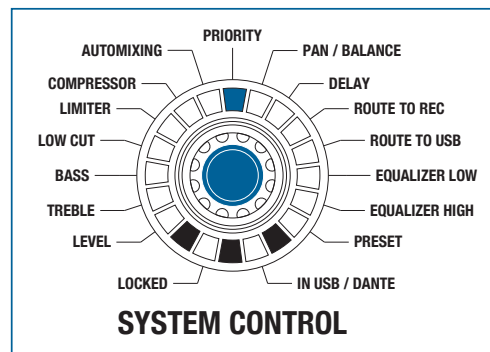 PRIORITY
AUTOMIXING
PAN / BALANCE
COMPRESSOR
DELAY
LIMITER
ROUTE TO REC
LOW CUT
ROUTE TO USB
BASS
EQUALIZER LOW
TREBLE
EQUALIZER HIGH
LEVEL
PRESET
LOCKED
IN USB / DANTE
SYSTEM CONTROL